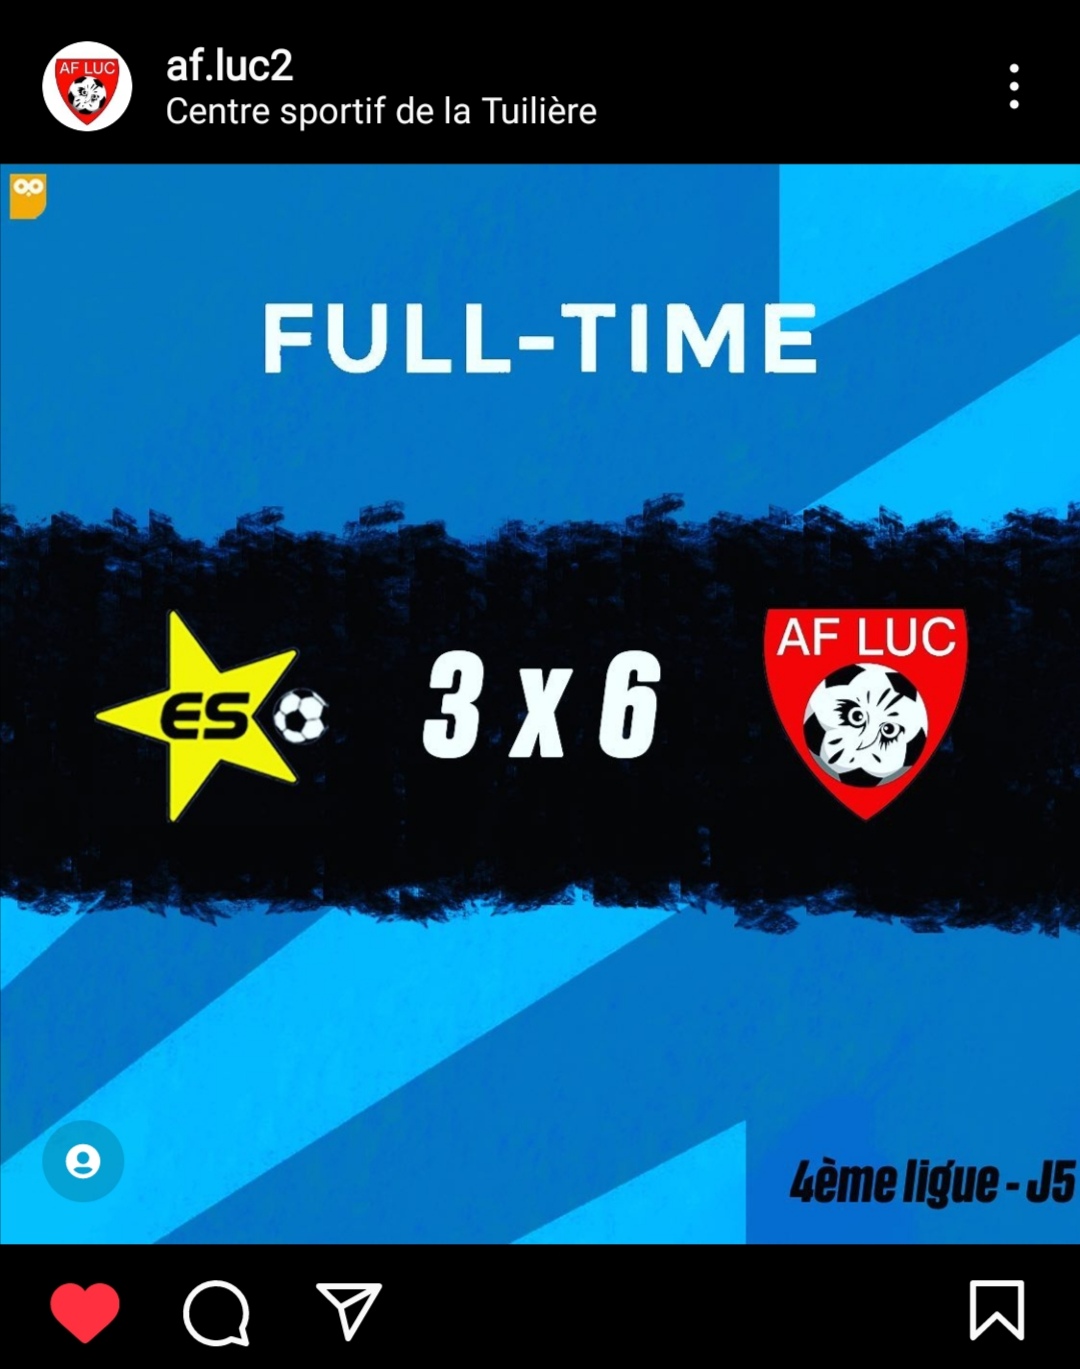 AF LUC
af.luc2
Centre sportif de la Tuilière
FULL-TIME
ES
3 x 6
AF LUC
4ème ligue - J5